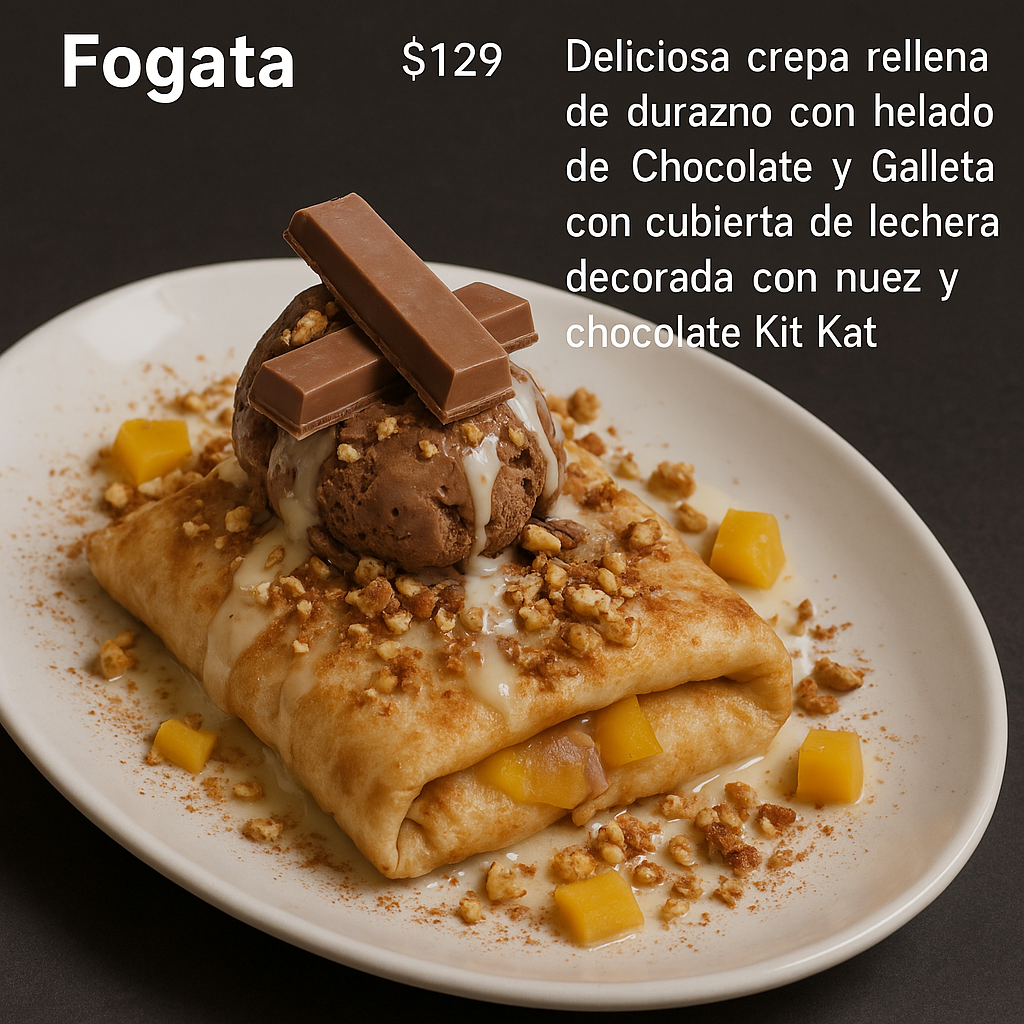 Fogata
$129
Deliciosa crepa rellena
de durazno con helado
de Chocolate y Galleta
con cubierta de lechera
decorada con nuez y
chocolate Kit Kat